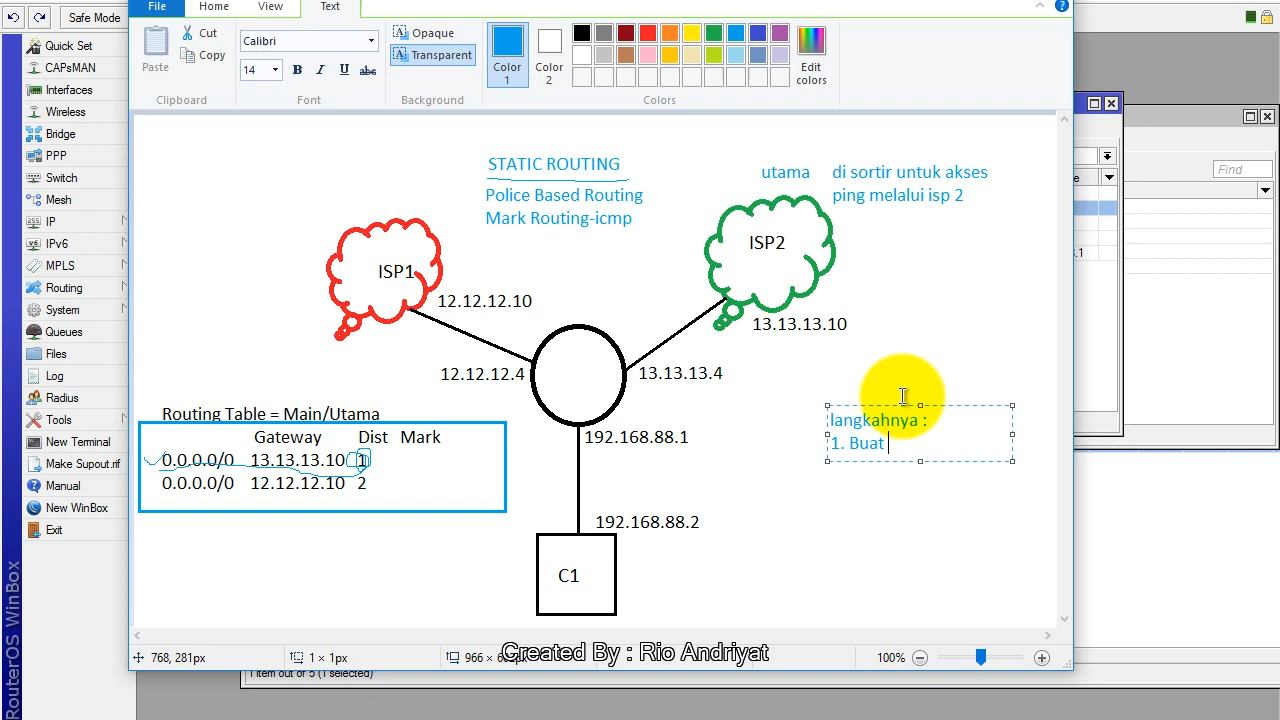 Safe Mode
File
Home
View
Text
Quick Set
CAPsMAN
Interfaces
Wireless
Bridge
PPP
Switch
Mesh
IP
IPv6
MPLS
Routing
System
Queues
Files
Log
Radius
Tools
New Terminal
Make Supout.rif
Manual
New WinBox
Exit
RouterOS WinBox
Paste
Cut
Copy
Clipboard
Calibri
14
B I U abc
Font
Opaque
Transparent
Background
Color 1
Color 2
Edit colors
Colors
Find
STATIC ROUTING
Police Based Routing
Mark Routing-icmp
utama
di sortir untuk akses
ping melalui isp 2
ISP1
ISP2
12.12.12.10
13.13.13.10
12.12.12.4
13.13.13.4
Routing Table = Main/Utama
Gateway Dist Mark
0.0.0.0/0 13.13.13.10 1
0.0.0.0/0 12.12.12.10 2
192.168.88.1
192.168.88.2
C1
langkahnya :
1. Buat
768, 281px
1 × 1px
100%
Created By : Rio Andriyat
1 item out of 5 (1 selected)